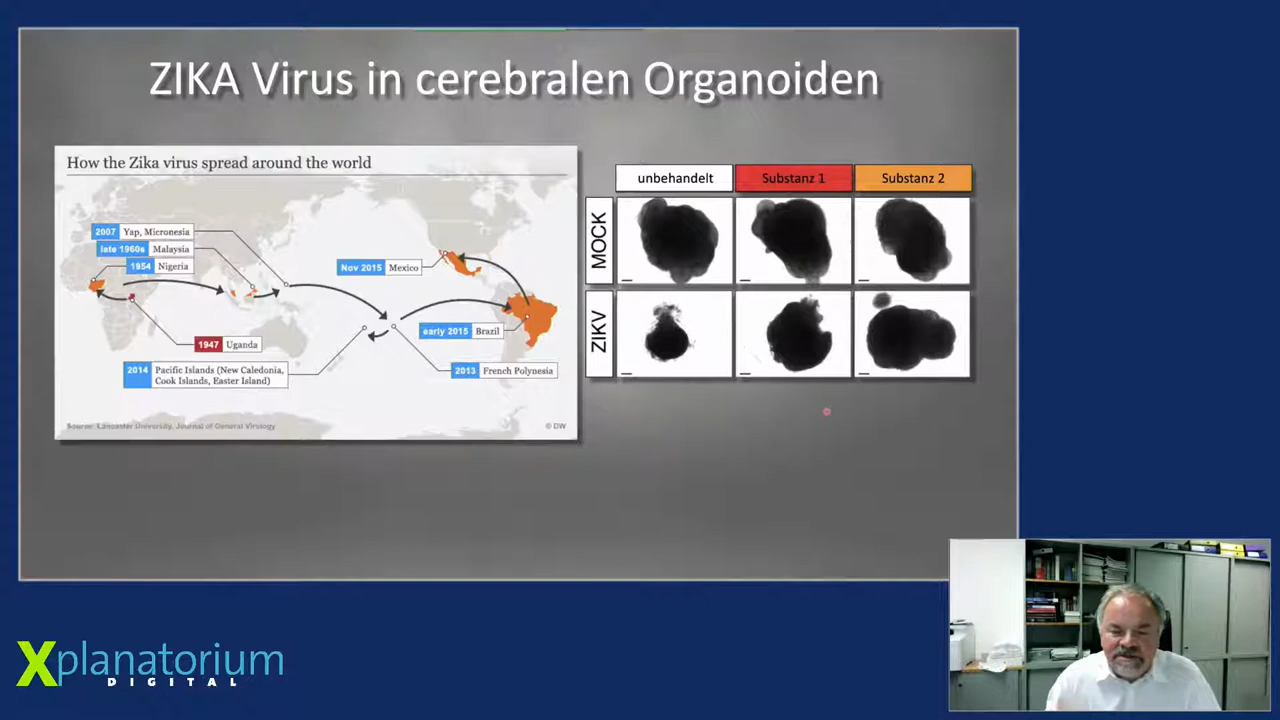 ZIKA Virus in cerebralen Organoiden
How the Zika virus spread around the world
2007 Yap, Micronesia
late 1960s Malaysia
1954 Nigeria
Nov 2015 Mexico
early 2015 Brazil
1947 Uganda
2014 Pacific Islands (New Caledonia,
Cook Islands, Easter Island)
2013 French Polynesia
Source: Lancaster University, Journal of General Virology
© DW
unbehandelt Substanz 1 Substanz 2
MOCK
ZIKV
Xplanatorium
DIGITAL